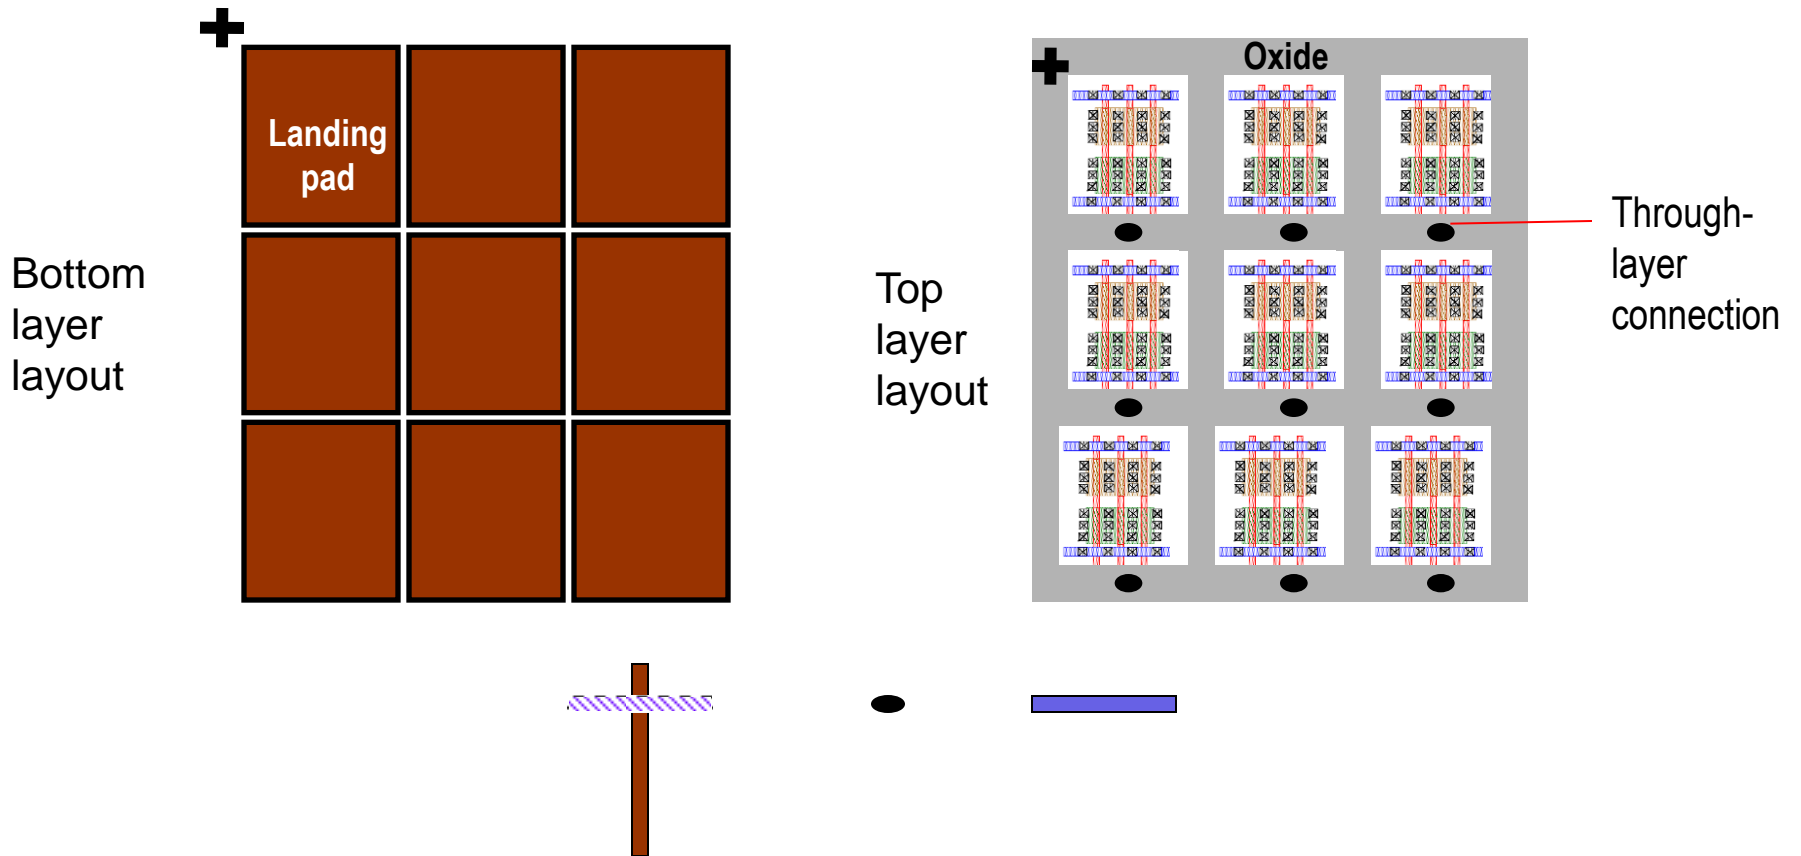 Bottom
layer
layout
Landing
pad
Top
layer
layout
Oxide
Through-
layer
connection